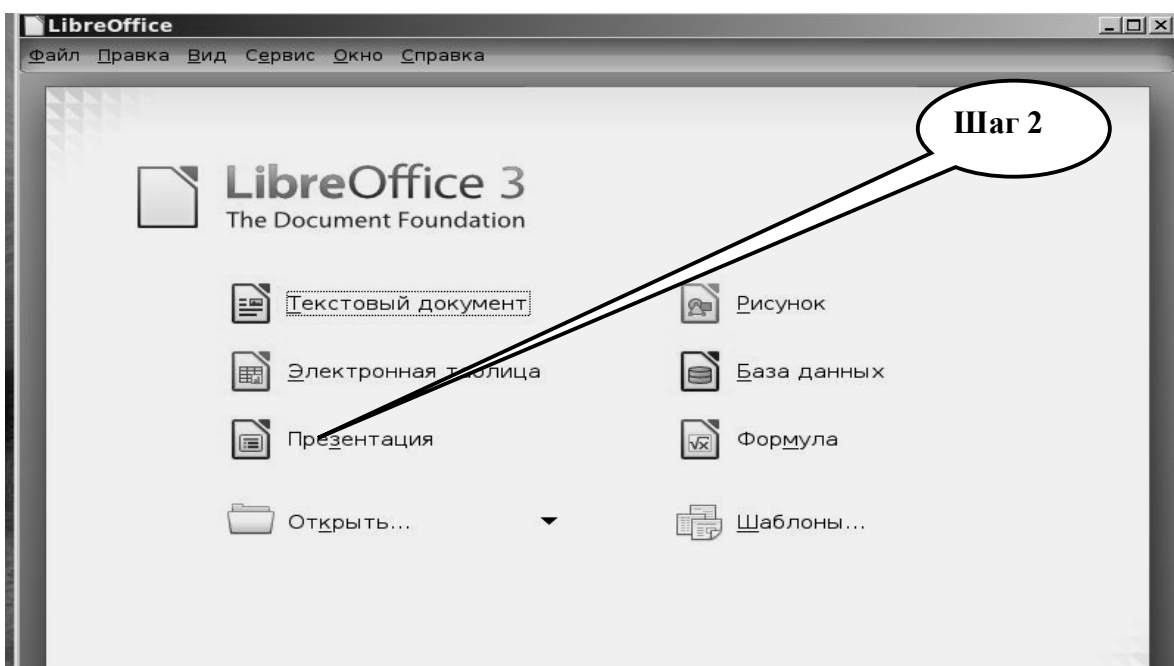 LibreOffice
Файл Правка Вид Сервис Окно Справка
Шаг 2
LibreOffice 3
The Document Foundation
Текстовый документ
Рисунок
Электронная таблица
База данных
Презентация
Формула
Открыть...
Шаблоны...